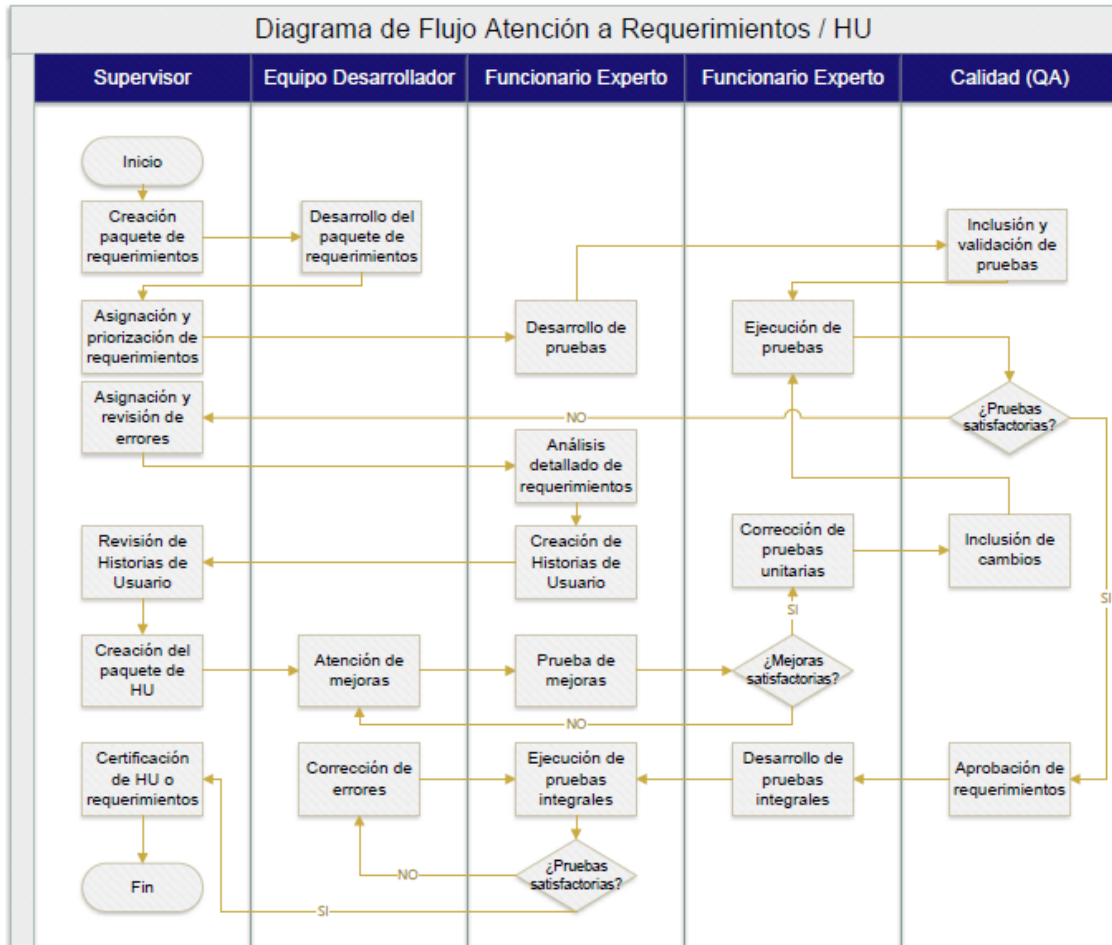 Diagrama de Flujo Atención a Requerimientos / HU
Supervisor
Equipo Desarrollador
Funcionario Experto
Funcionario Experto
Calidad (QA)
Inicio
Creación
paquete de
requerimientos
Desarrollo del
paquete de
requerimientos
Inclusión y
validación de
pruebas
Asignación y
priorización de
requerimientos
Desarrollo de
pruebas
Ejecución de
pruebas
Asignación y
revisión de
errores
NO
¿Pruebas
satisfactorias?
Análisis
detallado de
requerimientos
Revisión de
Historias de
Usuario
Creación de
Historias de
Usuario
Corrección de
pruebas
unitarias
Inclusión de
cambios
SI
SI
Creación del
paquete de
HU
Atención de
mejoras
Prueba de
mejoras
¿Mejoras
satisfactorias?
NO
Certificación
de HU o
requerimientos
Corrección de
errores
Ejecución de
pruebas
integrales
Desarrollo de
pruebas
integrales
Aprobación de
requerimientos
Fin
NO
¿Pruebas
satisfactorias?
SI